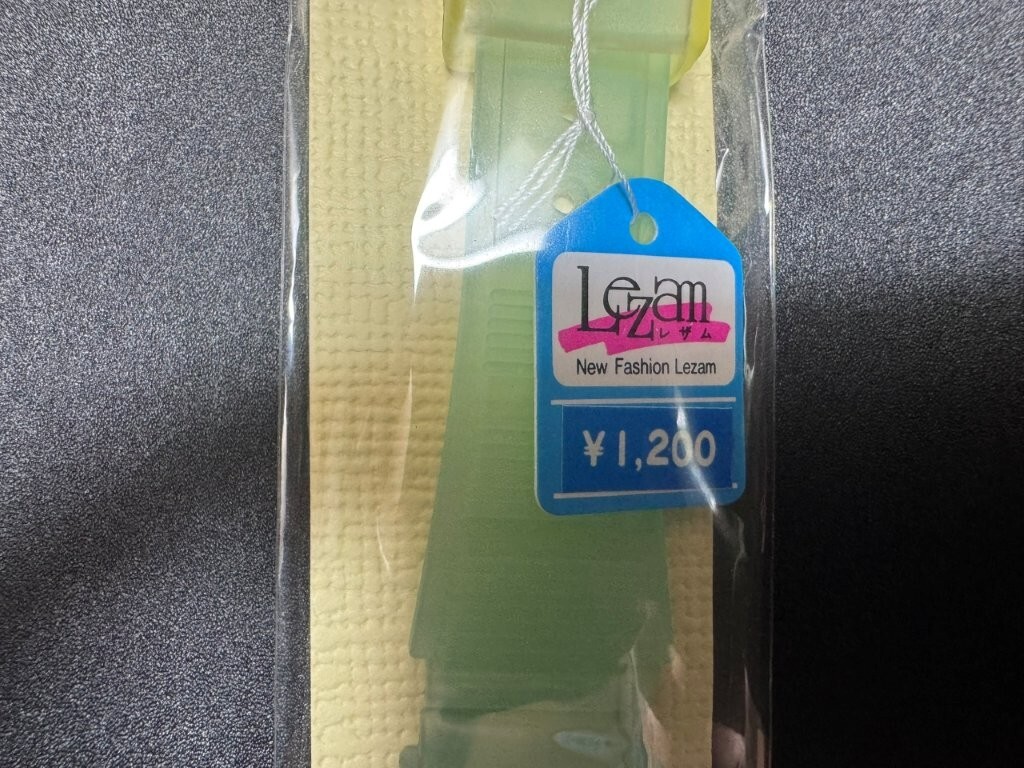 Lezam
レザム
New Fashion Lezam
¥1,200